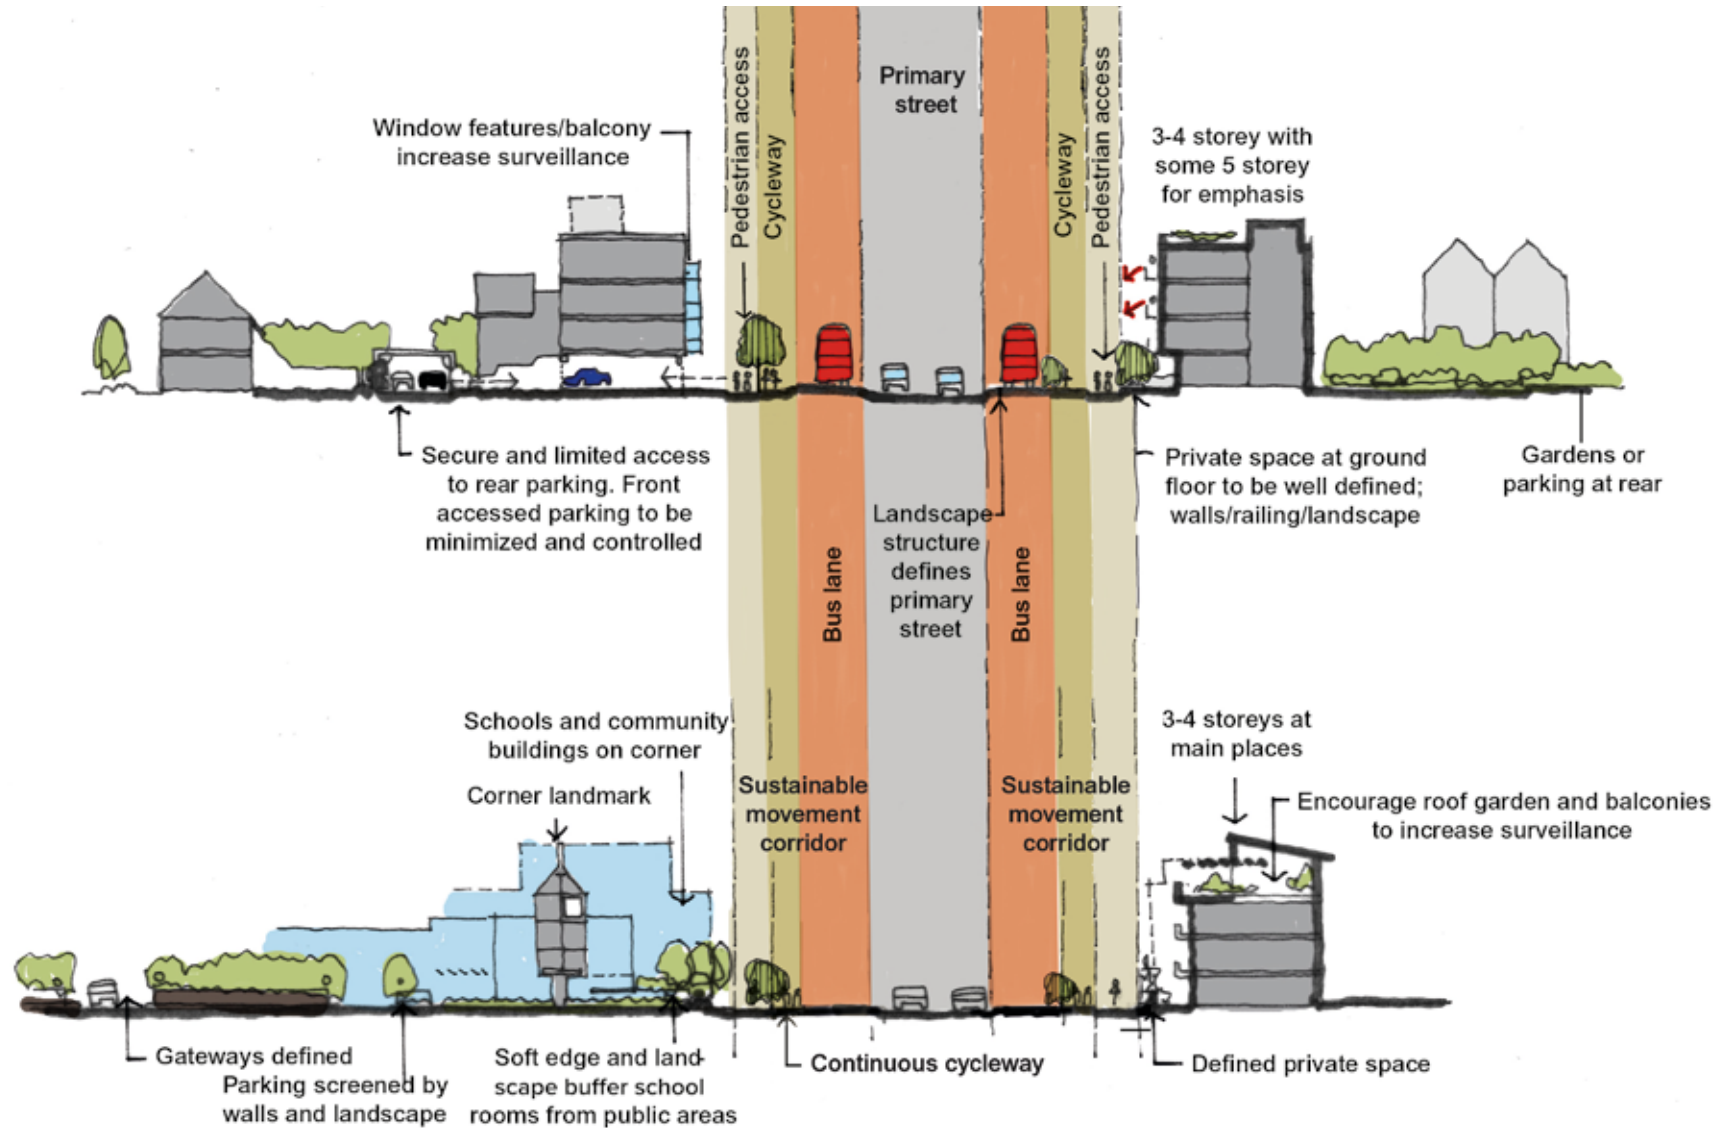 Primary
street
Pedestrian access
Cycleway
Cycleway
Pedestrian access
Window features/balcony
increase surveillance
3-4 storey with
some 5 storey
for emphasis
Secure and limited access
to rear parking. Front
accessed parking to be
minimized and controlled
Landscape
structure
defines
primary
street
Bus lane
Bus lane
Private space at ground
floor to be well defined;
walls/railing/landscape
Gardens or
parking at rear
Schools and community
buildings on corner
Corner landmark
Sustainable
movement
corridor
Sustainable
movement
corridor
3-4 storeys at
main places
Encourage roof garden and balconies
to increase surveillance
Gateways defined
Parking screened by
walls and landscape
Soft edge and land-
scape buffer school
rooms from public areas
Continuous cycleway
Defined private space